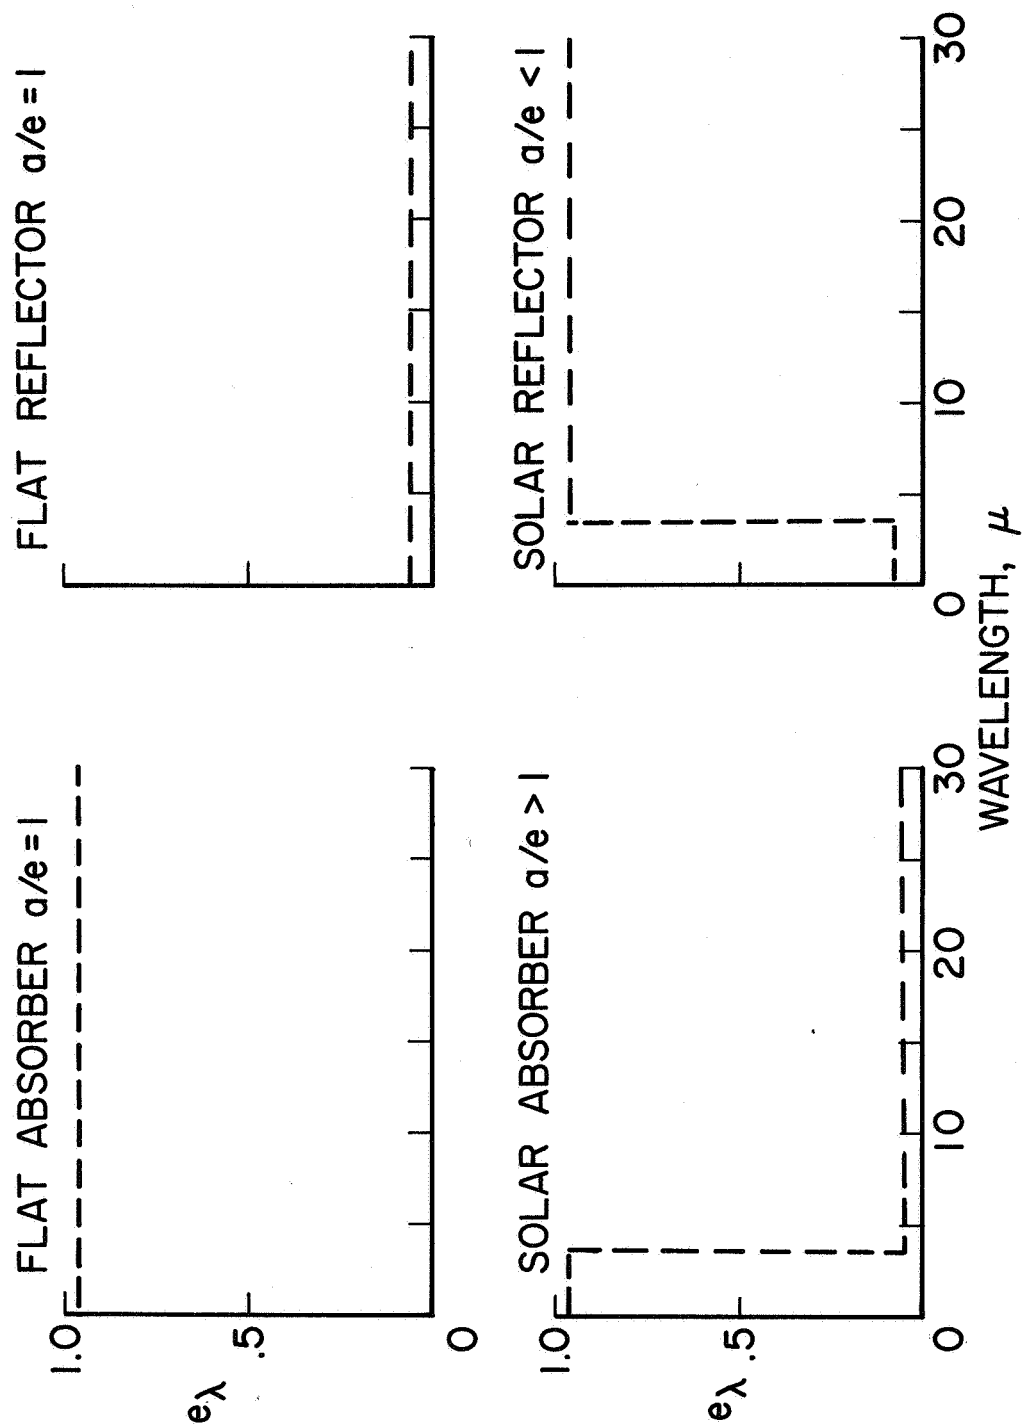 FLAT ABSORBER a/e = 1
FLAT REFLECTOR a/e = 1
1.0
.5
0
eλ
SOLAR ABSORBER a/e > 1
SOLAR REFLECTOR a/e < 1
1.0
.5
0
eλ
10
20
30
0
10
20
30
WAVELENGTH, μ